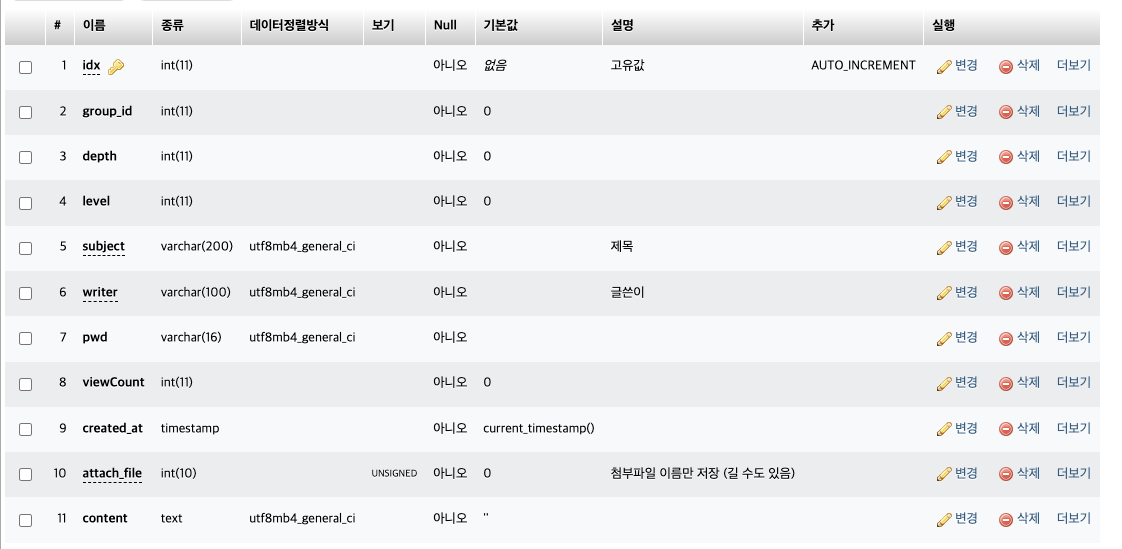 # 이름 종류 데이터정렬방식 보기 Null 기본값 설명 추가 실행
1 idx int(11) 아니오 없음 고유값 AUTO_INCREMENT 변경 삭제 더보기
2 group_id int(11) 아니오 0 변경 삭제 더보기
3 depth int(11) 아니오 0 변경 삭제 더보기
4 level int(11) 아니오 0 변경 삭제 더보기
5 subject varchar(200) utf8mb4_general_ci 아니오 제목 변경 삭제 더보기
6 writer varchar(100) utf8mb4_general_ci 아니오 글쓴이 변경 삭제 더보기
7 pwd varchar(16) utf8mb4_general_ci 아니오 변경 삭제 더보기
8 viewCount int(11) 아니오 0 변경 삭제 더보기
9 created_at timestamp 아니오 current_timestamp() 변경 삭제 더보기
10 attach_file int(10) UNSIGNED 아니오 0 첨부파일 이름만 저장 (길 수도 있음) 변경 삭제 더보기
11 content text utf8mb4_general_ci 아니오 '' 변경 삭제 더보기